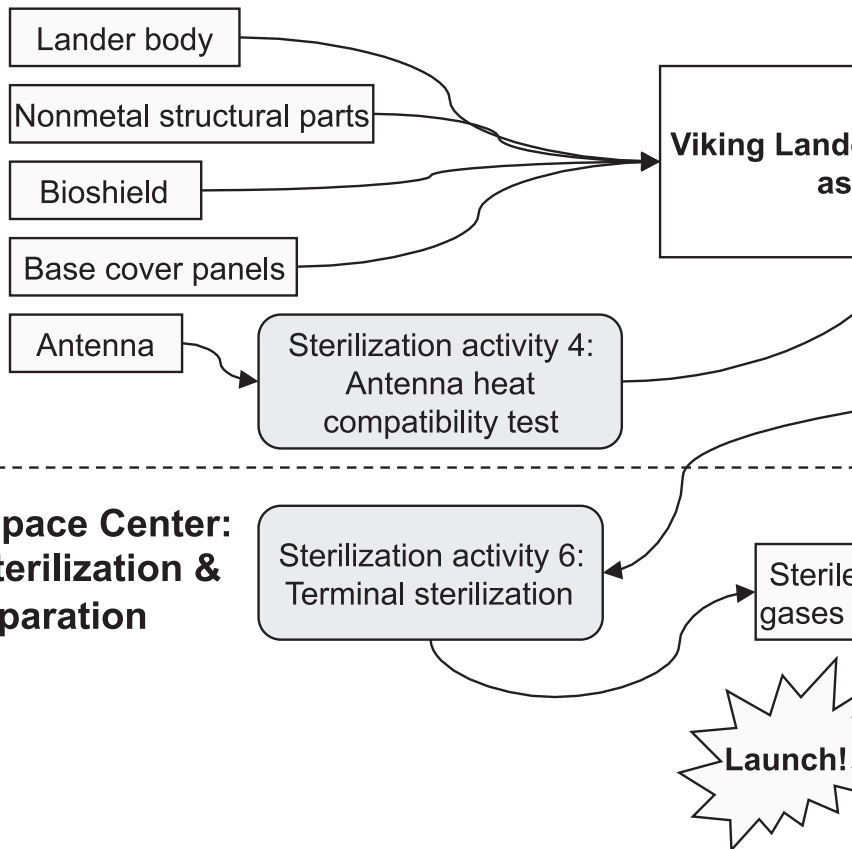 Lander body
Nonmetal structural parts
Bioshield
Base cover panels
Antenna
Viking Land
as
Sterilization activity 4:
Antenna heat
compatibility test
pace Center:
terilization &
paration
Sterilization activity 6:
Terminal sterilization
Sterile
gases
Launch!